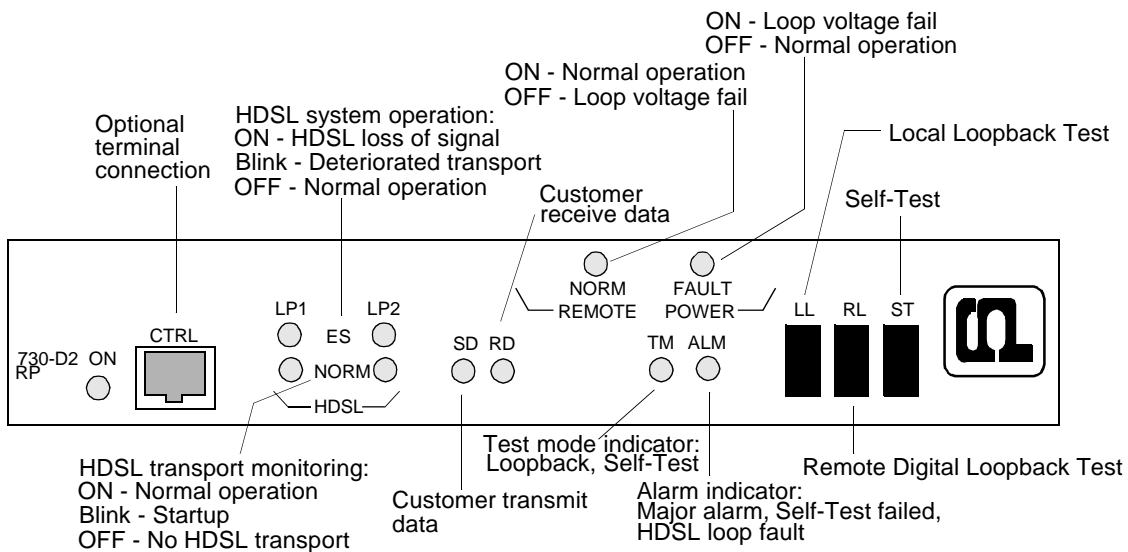 ON - Loop voltage fail
OFF - Normal operation
ON - Normal operation
OFF - Loop voltage fail
HDSL system operation:
ON - HDSL loss of signal
Blink - Deteriorated transport
OFF - Normal operation
Optional
terminal
connection
Local Loopback Test
Customer
receive data
Self-Test
NORM
FAULT
REMOTE
POWER
LP1
LP2
LL
RL
ST
CTRL
ES
SD
RD
TM
ALM
730-D2
RP
ON
NORM
HDSL
Test mode indicator:
Loopback, Self-Test
HDSL transport monitoring:
ON - Normal operation
Blink - Startup
OFF - No HDSL transport
Customer transmit
data
Remote Digital Loopback Test
Alarm indicator:
Major alarm, Self-Test failed,
HDSL loop fault